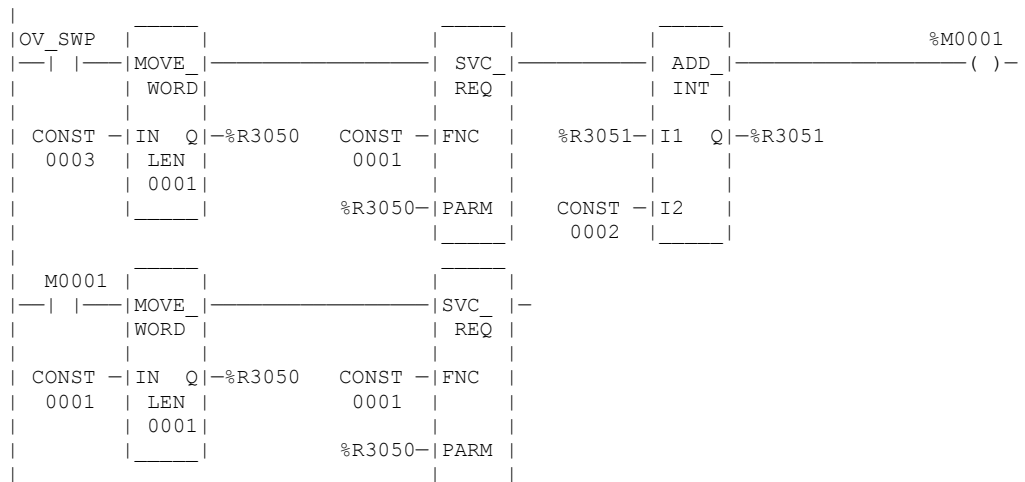 OV_SWP %M0001
MOVE_ SVC_ ADD_
WORD REQ INT
CONST IN Q %R3050 CONST FNC %R3051 I1 Q %R3051
0003 LEN 0001
0001
%R3050 PARM CONST I2
0002
M0001
MOVE_ SVC_
WORD REQ
CONST IN Q %R3050 CONST FNC
0001 LEN 0001
0001
%R3050 PARM